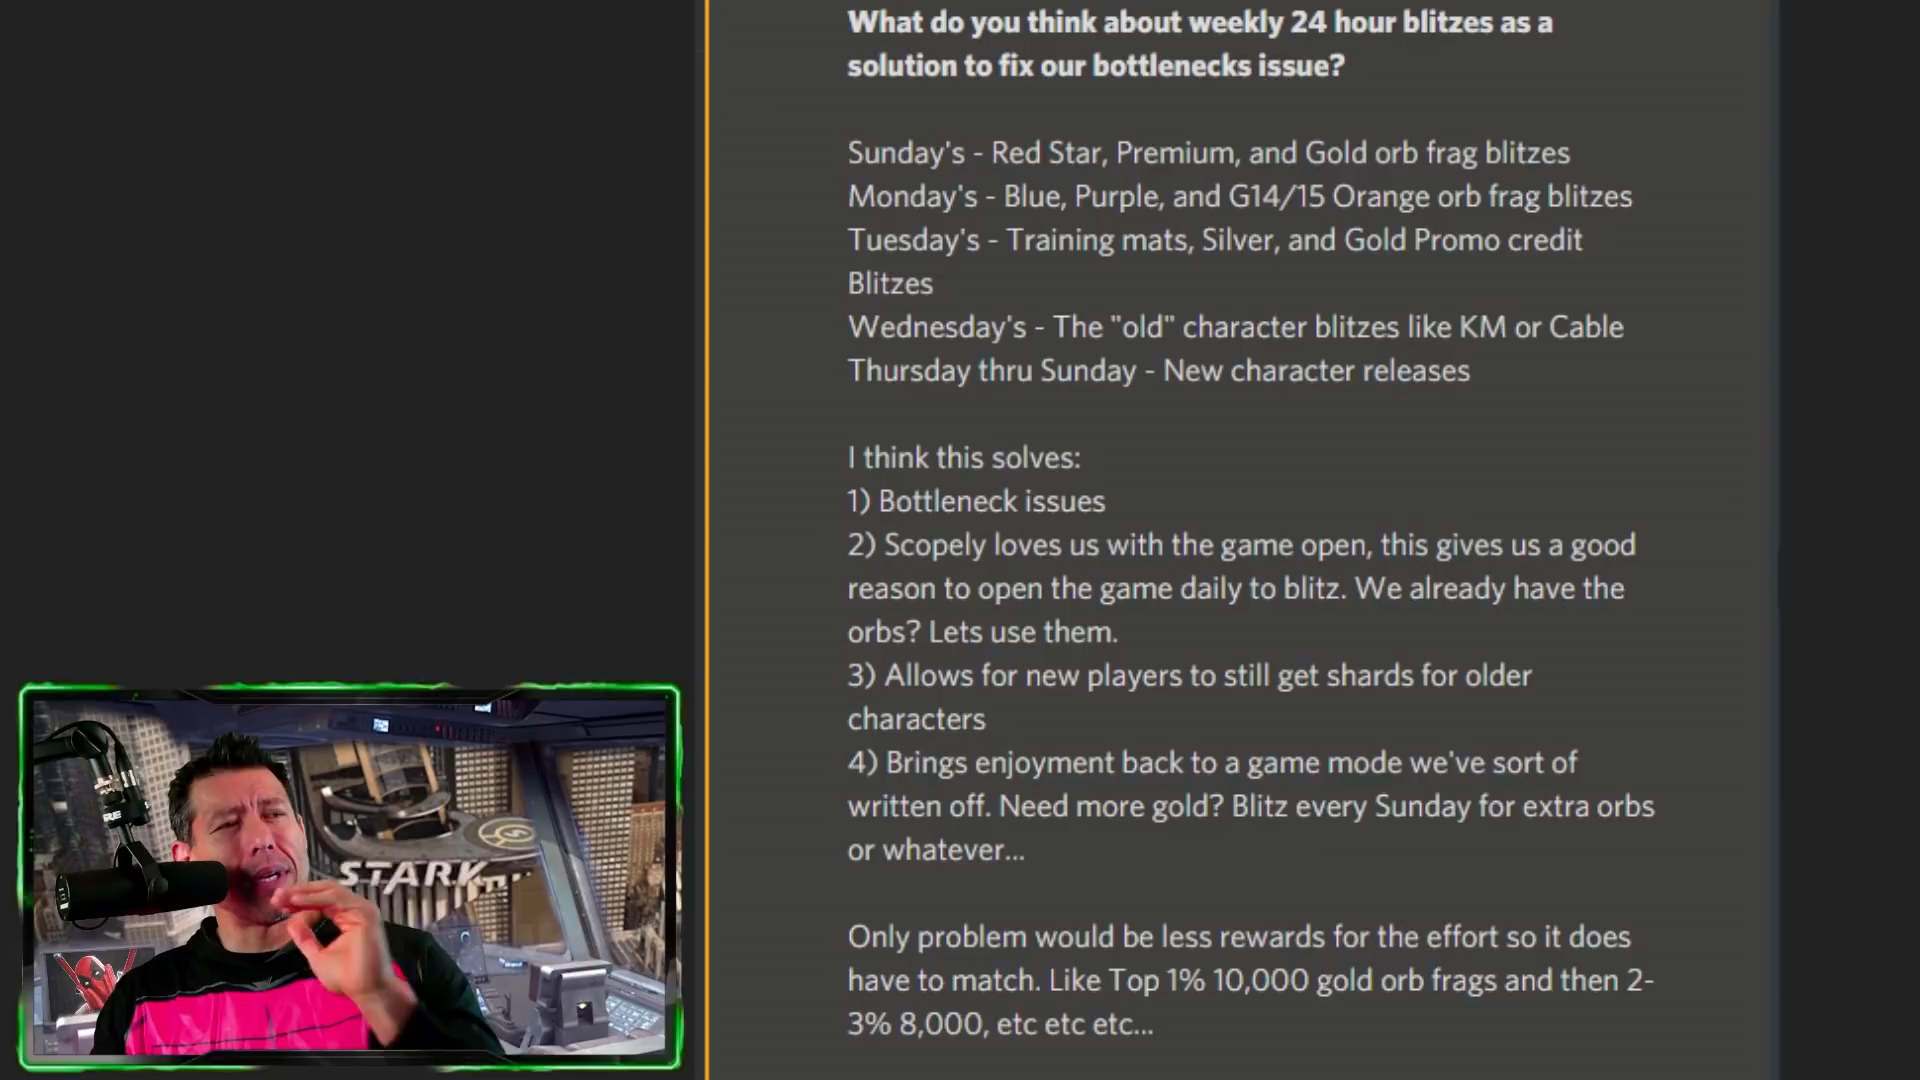 What do you think about weekly 24 hour blitzes as a
solution to fix our bottlenecks issue?
Sunday's - Red Star, Premium, and Gold orb frag blitzes
Monday's - Blue, Purple, and G14/15 Orange orb frag blitzes
Tuesday's - Training mats, Silver, and Gold Promo credit
Blitzes
Wednesday's - The "old" character blitzes like KM or Cable
Thursday thru Sunday - New character releases
I think this solves:
1) Bottleneck issues
2) Scopely loves us with the game open, this gives us a good
reason to open the game daily to blitz. We already have the
orbs? Lets use them.
3) Allows for new players to still get shards for older
characters
4) Brings enjoyment back to a game mode we've sort of
written off. Need more gold? Blitz every Sunday for extra orbs
or whatever...
Only problem would be less rewards for the effort so it does
have to match. Like Top 1% 10,000 gold orb frags and then 2-
3% 8,000, etc etc etc...
STARK